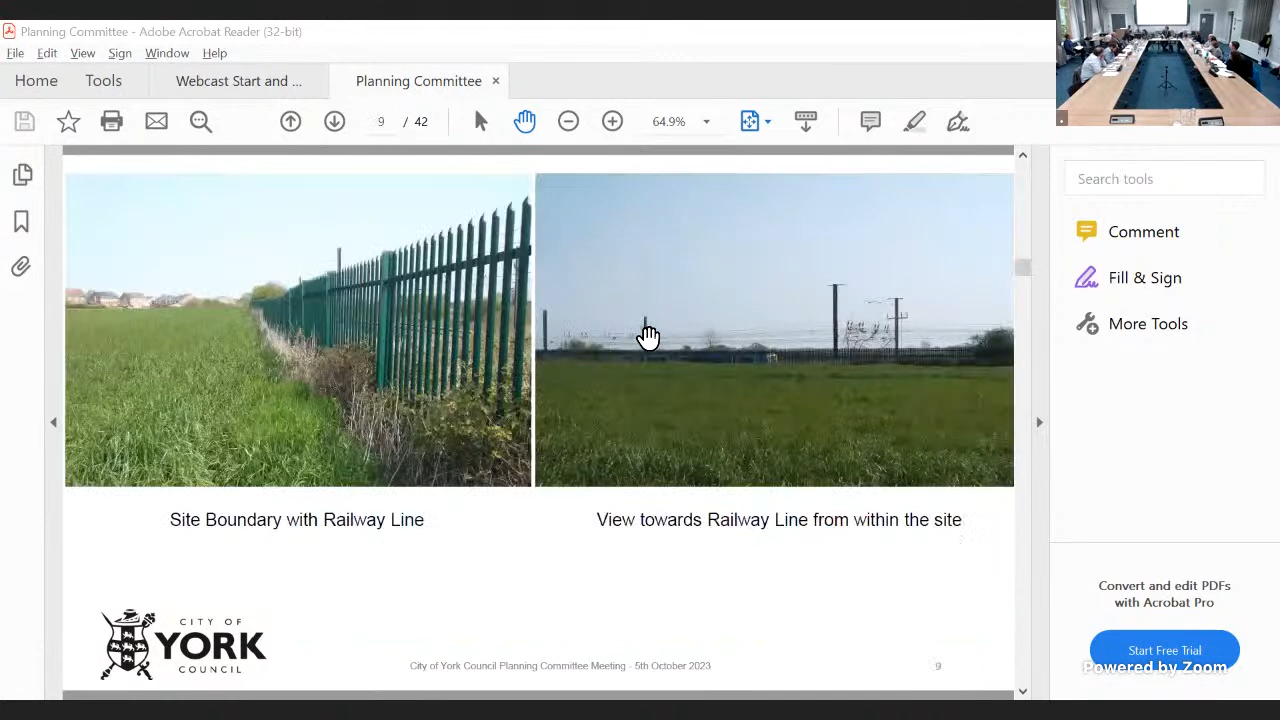 Planning Committee - Adobe Acrobat Reader (32-bit)
File Edit View Sign Window Help
Home Tools Webcast Start and ... Planning Committee ×
9 / 42 64.9%
Search tools
Comment
Fill & Sign
More Tools
Site Boundary with Railway Line
View towards Railway Line from within the site
Convert and edit PDFs
with Acrobat Pro
Start Free Trial
Powered by Zoom
CITY OF
YORK
COUNCIL
City of York Council Planning Committee Meeting - 5th October 2023
9